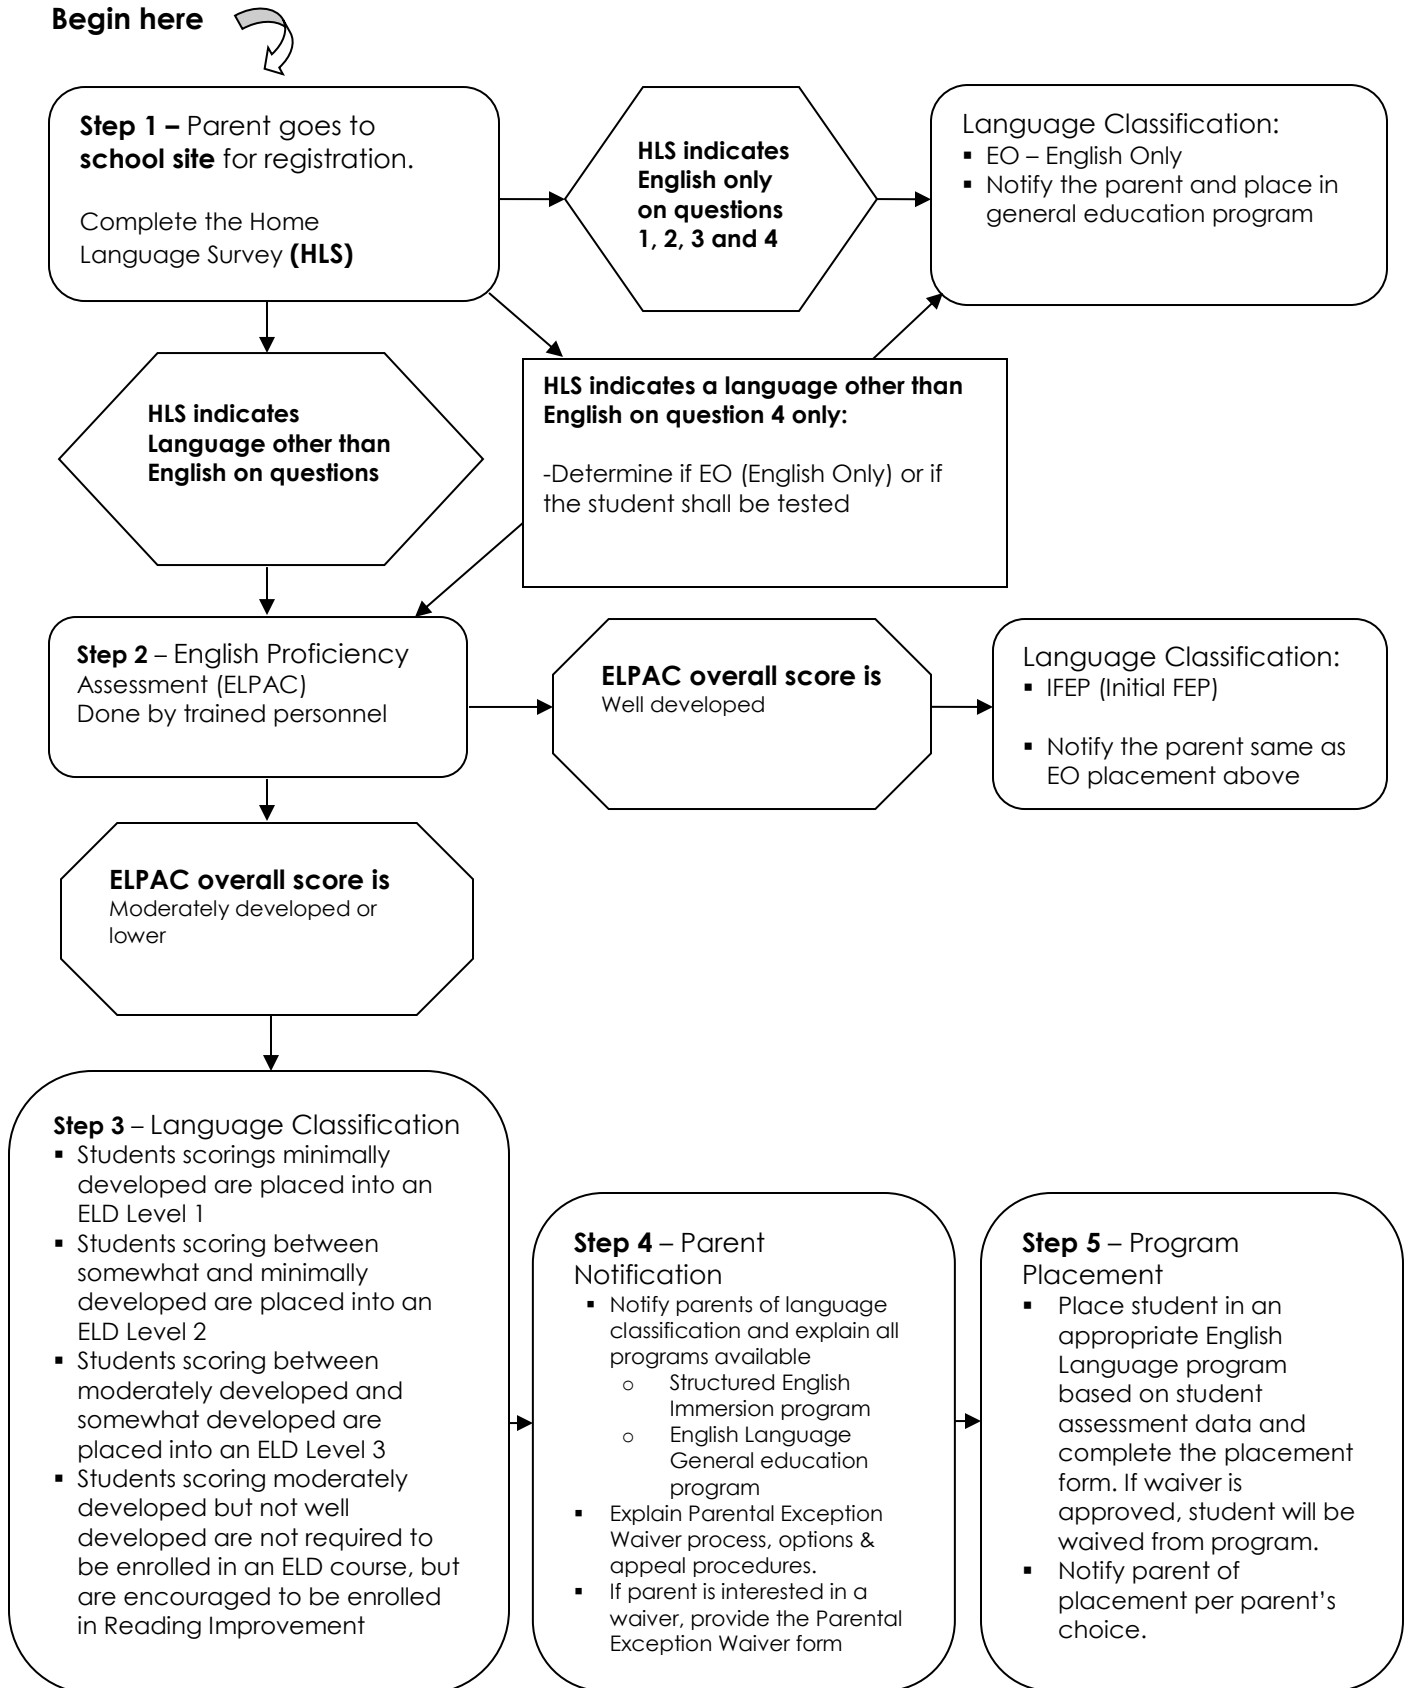 Begin here
Step 1 – Parent goes to
school site for registration.
Complete the Home
Language Survey (HLS)
HLS indicates
English only
on questions
1, 2, 3 and 4
Language Classification:
▪ EO – English Only
▪ Notify the parent and place in
general education program
HLS indicates
Language other than
English on questions
HLS indicates a language other than
English on question 4 only:
-Determine if EO (English Only) or if
the student shall be tested
Step 2 – English Proficiency
Assessment (ELPAC)
Done by trained personnel
ELPAC overall score is
Well developed
Language Classification:
▪ IFEP (Initial FEP)
▪ Notify the parent same as
EO placement above
ELPAC overall score is
Moderately developed or
lower
Step 3 – Language Classification
▪ Students scorings minimally
developed are placed into an
ELD Level 1
▪ Students scoring between
somewhat and minimally
developed are placed into an
ELD Level 2
▪ Students scoring between
moderately developed and
somewhat developed are
placed into an ELD Level 3
▪ Students scoring moderately
developed but not well
developed are not required to
be enrolled in an ELD course, but
are encouraged to be enrolled
in Reading Improvement
Step 4 – Parent
Notification
▪ Notify parents of language
classification and explain all
programs available
o Structured English
Immersion program
o English Language
General education
program
▪ Explain Parental Exception
Waiver process, options &
appeal procedures.
▪ If parent is interested in a
waiver, provide the Parental
Exception Waiver form
Step 5 – Program
Placement
▪ Place student in an
appropriate English
Language program
based on student
assessment data and
complete the placement
form. If waiver is
approved, student will be
waived from program.
▪ Notify parent of
placement per parent’s
choice.